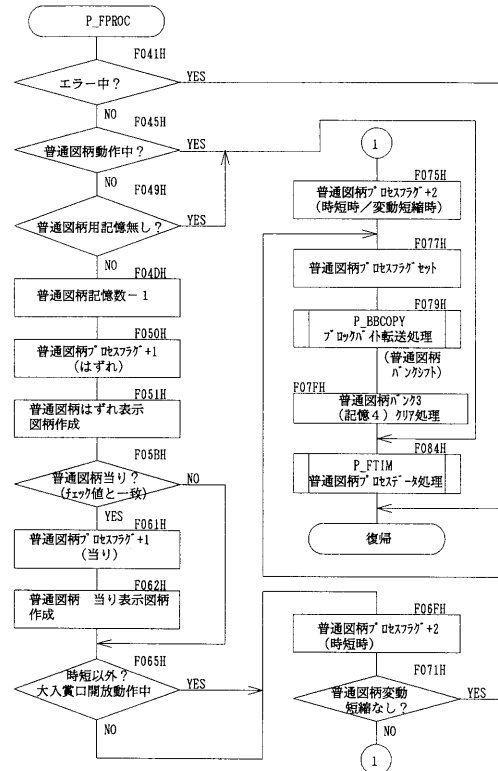 P_FPROC
F041H
エラー中？
YES
NO
F045H
普通図柄動作中？
YES
NO
F049H
普通図柄用記憶無し？
YES
NO
F04DH
普通図柄記憶数－1
F050H
普通図柄ﾌﾟﾛｾｽﾌﾗｸﾞ+1
(はずれ)
F051H
普通図柄はずれ表示
図柄作成
F05BH
普通図柄当り？
(ﾁｪｯｸ値と一致)
NO
YES
F061H
普通図柄ﾌﾟﾛｾｽﾌﾗｸﾞ+1
(当り)
F062H
普通図柄　当り表示図柄
作成
F065H
時短以外？
大入賞口開放動作中
YES
NO
1
F075H
普通図柄ﾌﾟﾛｾｽﾌﾗｸﾞ+2
(時短時／変動短縮時)
F077H
普通図柄ﾌﾟﾛｾｽﾌﾗｸﾞｾｯﾄ
F079H
P_BBCOPY
ﾌﾞﾛｯｸﾊﾞｲﾄ転送処理
(普通図柄
ﾊﾞﾝｸｼﾌﾄ)
F07FH
普通図柄ﾊﾞﾝｸ3
(記憶4) ｸﾘｱ処理
F084H
P_FTIM
普通図柄ﾌﾟﾛｾｽﾃﾞｰﾀ処理
復帰
F06FH
普通図柄ﾌﾟﾛｾｽﾌﾗｸﾞ+2
(時短時)
F071H
普通図柄変動
短縮なし？
YES
NO
1